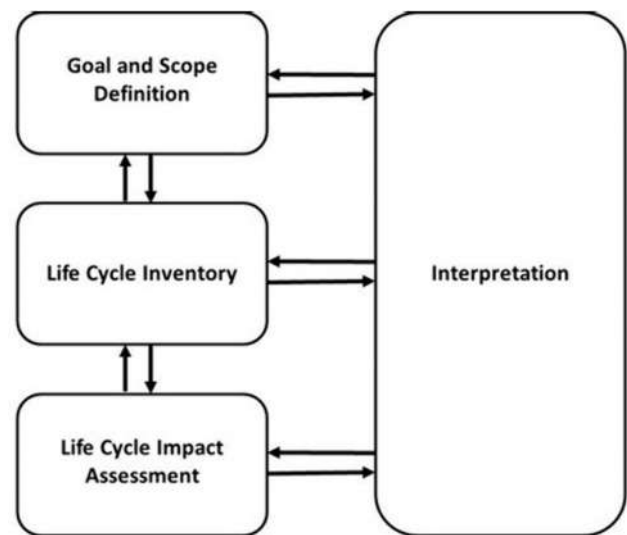 Goal and Scope
Definition
Life Cycle Inventory
Interpretation
Life Cycle Impact
Assessment